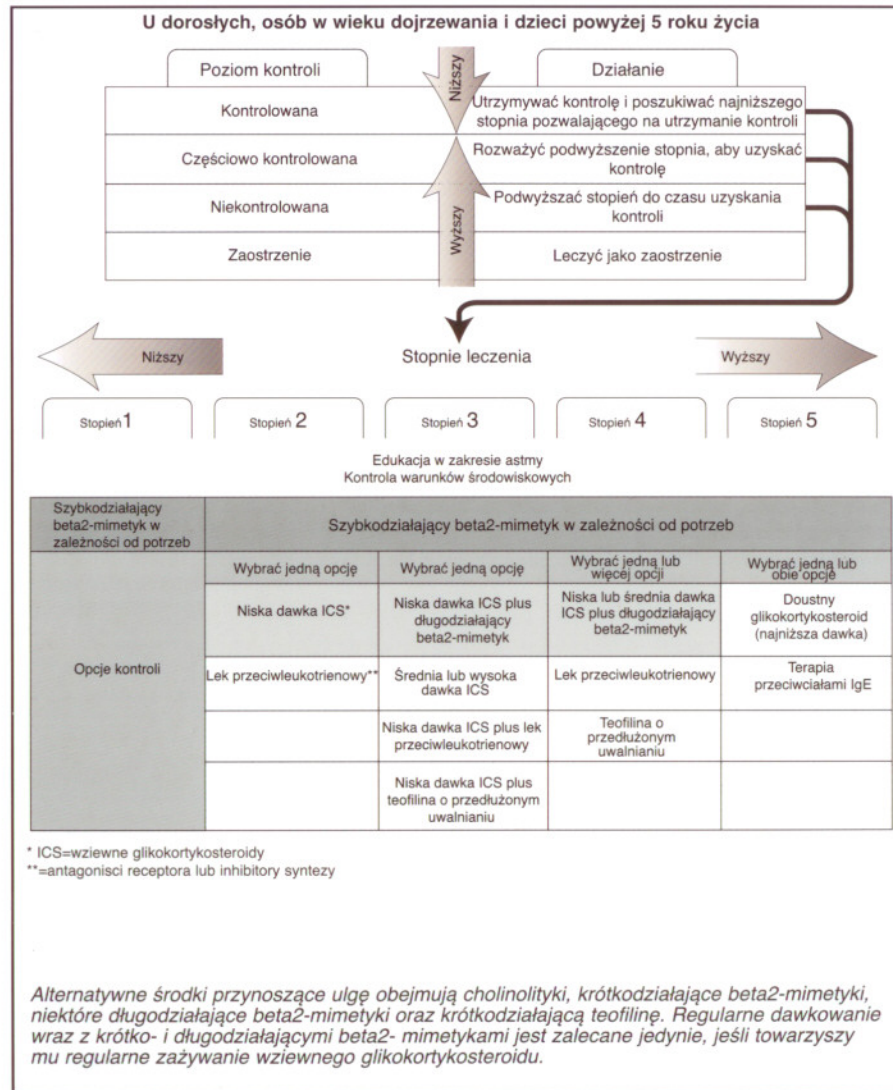 U dorosłych, osób w wieku dojrzewania i dzieci powyżej 5 roku życia
Poziom kontroli
Niższy
Działanie
Kontrolowana
Utrzymywać kontrolę i poszukiwać najniższego
stopnia pozwalającego na utrzymanie kontroli
Częściowo kontrolowana
Rozważyć podwyższenie stopnia, aby uzyskać
kontrolę
Niekontrolowana
Wyższy
Podwyższać stopień do czasu uzyskania
kontroli
Zaostrzenie
Leczyć jako zaostrzenie
Niższy
Stopnie leczenia
Wyższy
Stopień 1
Stopień 2
Stopień 3
Stopień 4
Stopień 5
Edukacja w zakresie astmy
Kontrola warunków środowiskowych
Szybkodziałający
beta2-mimetyk w
zależności od potrzeb
Szybkodziałający beta2-mimetyk w zależności od potrzeb
Opcje kontroli
Wybrać jedną opcję
Wybrać jedną opcję
Wybrać jedną lub
więcej opcji
Wybrać jedną lub
obie opcje
Niska dawka ICS*
Niska dawka ICS plus
długodziałający
beta2-mimetyk
Niska lub średnia dawka
ICS plus długodziałający
beta2-mimetyk
Doustny
glikokortykosteroid
(najniższa dawka)
Lek przeciwleukotrienowy**
Średnia lub wysoka
dawka ICS
Lek przeciwleukotrienowy
Terapia
przeciwciałami IgE
Niska dawka ICS plus lek
przeciwleukotrienowy
Teofilina o
przedłużonym
uwalnianiu
Niska dawka ICS plus
teofilina o przedłużonym
uwalnianiu
* ICS=wziewne glikokortykosteroidy
**=antagonisci receptora lub inhibitory syntezy
Alternatywne środki przynoszące ulgę obejmują cholinolityki, krótkodziałające beta2-mimetyki,
niektóre długodziałające beta2-mimetyki oraz krótkodziałającą teofilinę. Regularne dawkowanie
wraz z krótko- i długodziałającymi beta2- mimetykami jest zalecane jedynie, jeśli towarzyszy
mu regularne zażywanie wziewnego glikokortykosteroidu.